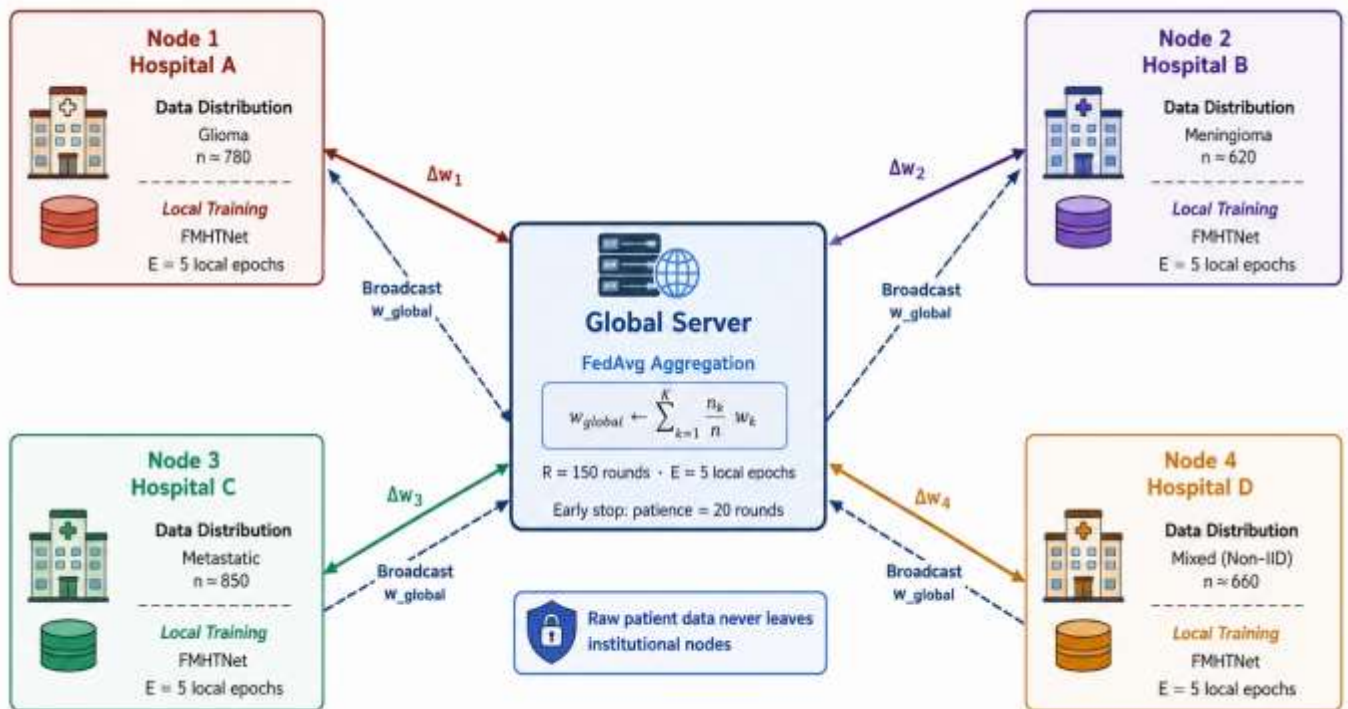 Node 1
Hospital A
Data Distribution
Glioma
n ≈ 780
Local Training
FMHTNet
E = 5 local epochs
Node 2
Hospital B
Data Distribution
Meningioma
n ≈ 620
Local Training
FMHTNet
E = 5 local epochs
Δw₁
Δw₂
Broadcast
W_global
Broadcast
W_global
Global Server
FedAvg Aggregation
w_{global} ← ∑_{k=1}^{K} \frac{n_k}{n} w_k
R = 150 rounds · E = 5 local epochs
Early stop: patience = 20 rounds
Node 3
Hospital C
Data Distribution
Metastatic
n ≈ 850
Local Training
FMHTNet
E = 5 local epochs
Δw₃
Δw₄
Broadcast
W_global
Broadcast
W_global
Node 4
Hospital D
Data Distribution
Mixed (Non-IID)
n ≈ 660
Local Training
FMHTNet
E = 5 local epochs
Raw patient data never leaves
institutional nodes